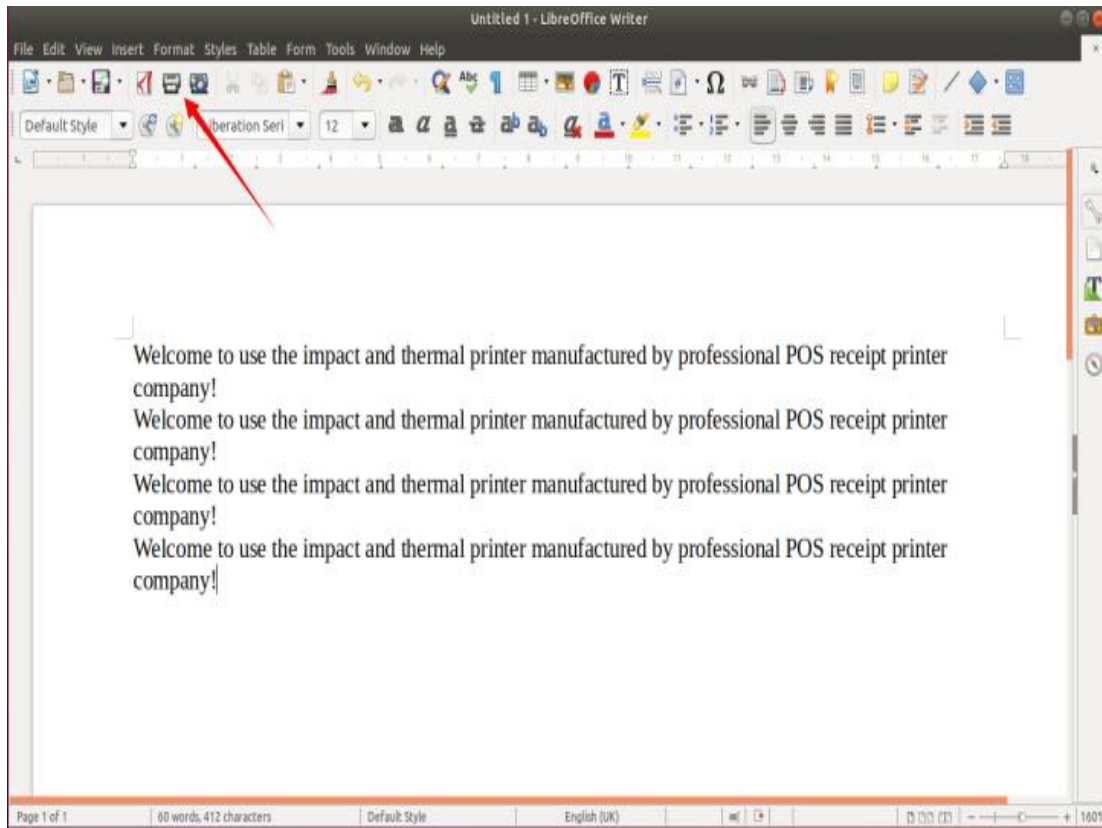 Untitled 1 - LibreOffice Writer
File Edit View Insert Format Styles Table Form Tools Window Help
Default Style
iberation Seri
12
Welcome to use the impact and thermal printer manufactured by professional POS receipt printer
company!
Welcome to use the impact and thermal printer manufactured by professional POS receipt printer
company!
Welcome to use the impact and thermal printer manufactured by professional POS receipt printer
company!
Welcome to use the impact and thermal printer manufactured by professional POS receipt printer
company!
Page 1 of 1 60 words, 412 characters Default Style English (UK) 160%